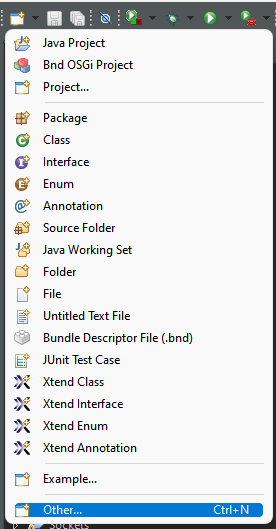 Java Project
Bnd OSGi Project
Project...
Package
Class
Interface
Enum
Annotation
Source Folder
Java Working Set
Folder
File
Untitled Text File
Bundle Descriptor File (.bnd)
JUnit Test Case
Xtend Class
Xtend Interface
Xtend Enum
Xtend Annotation
Example...
Other... Ctrl+N
Sockets